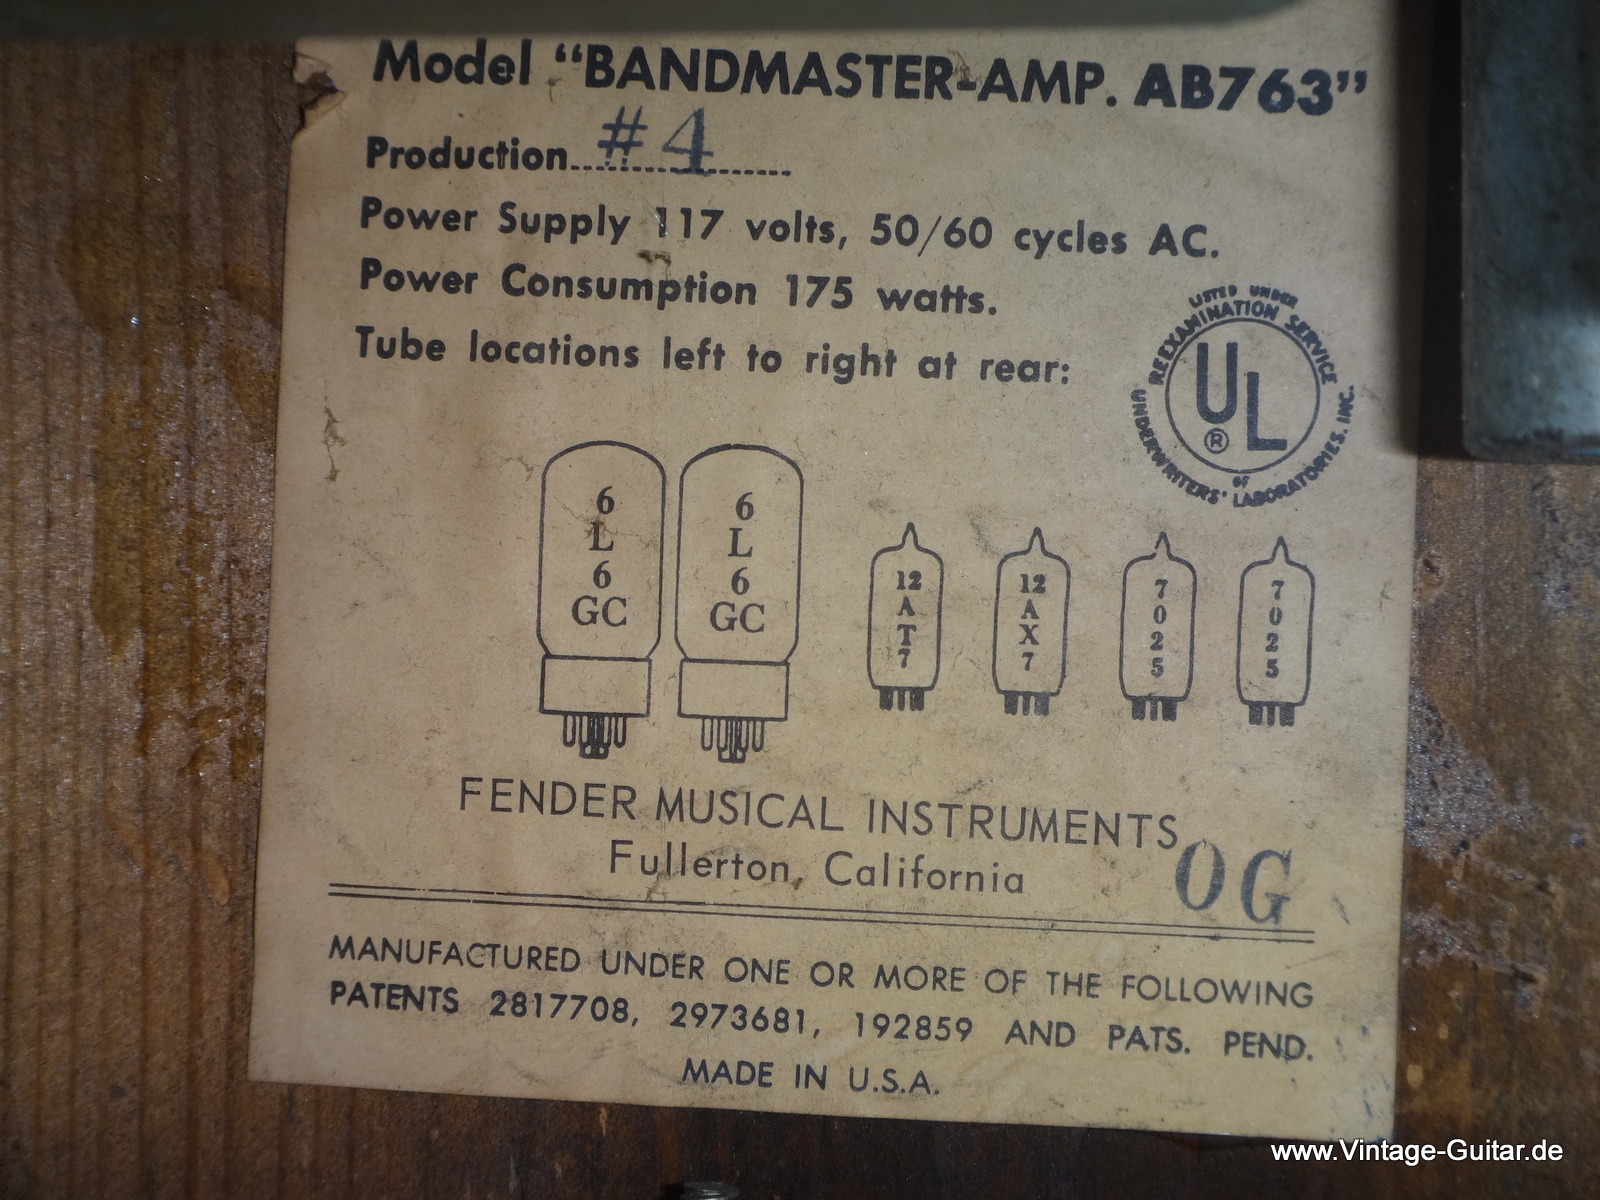 Model “BANDMASTER-AMP. AB763”
Production #4
Power Supply 117 volts, 50/60 cycles AC.
Power Consumption 175 watts.
Tube locations left to right at rear:
LISTED UNDER
REEXAMINATION SERVICE
UL
®
OF
UNDERWRITERS' LABORATORIES, INC.
6
L
6
GC
6
L
6
GC
12
A
T
7
12
A
X
7
7
0
2
5
7
0
2
5
FENDER MUSICAL INSTRUMENTS
Fullerton, California
OG
MANUFACTURED UNDER ONE OR MORE OF THE FOLLOWING
PATENTS 2817708, 2973681, 192859 AND PATS. PEND.
MADE IN U.S.A.
www.Vintage-Guitar.de